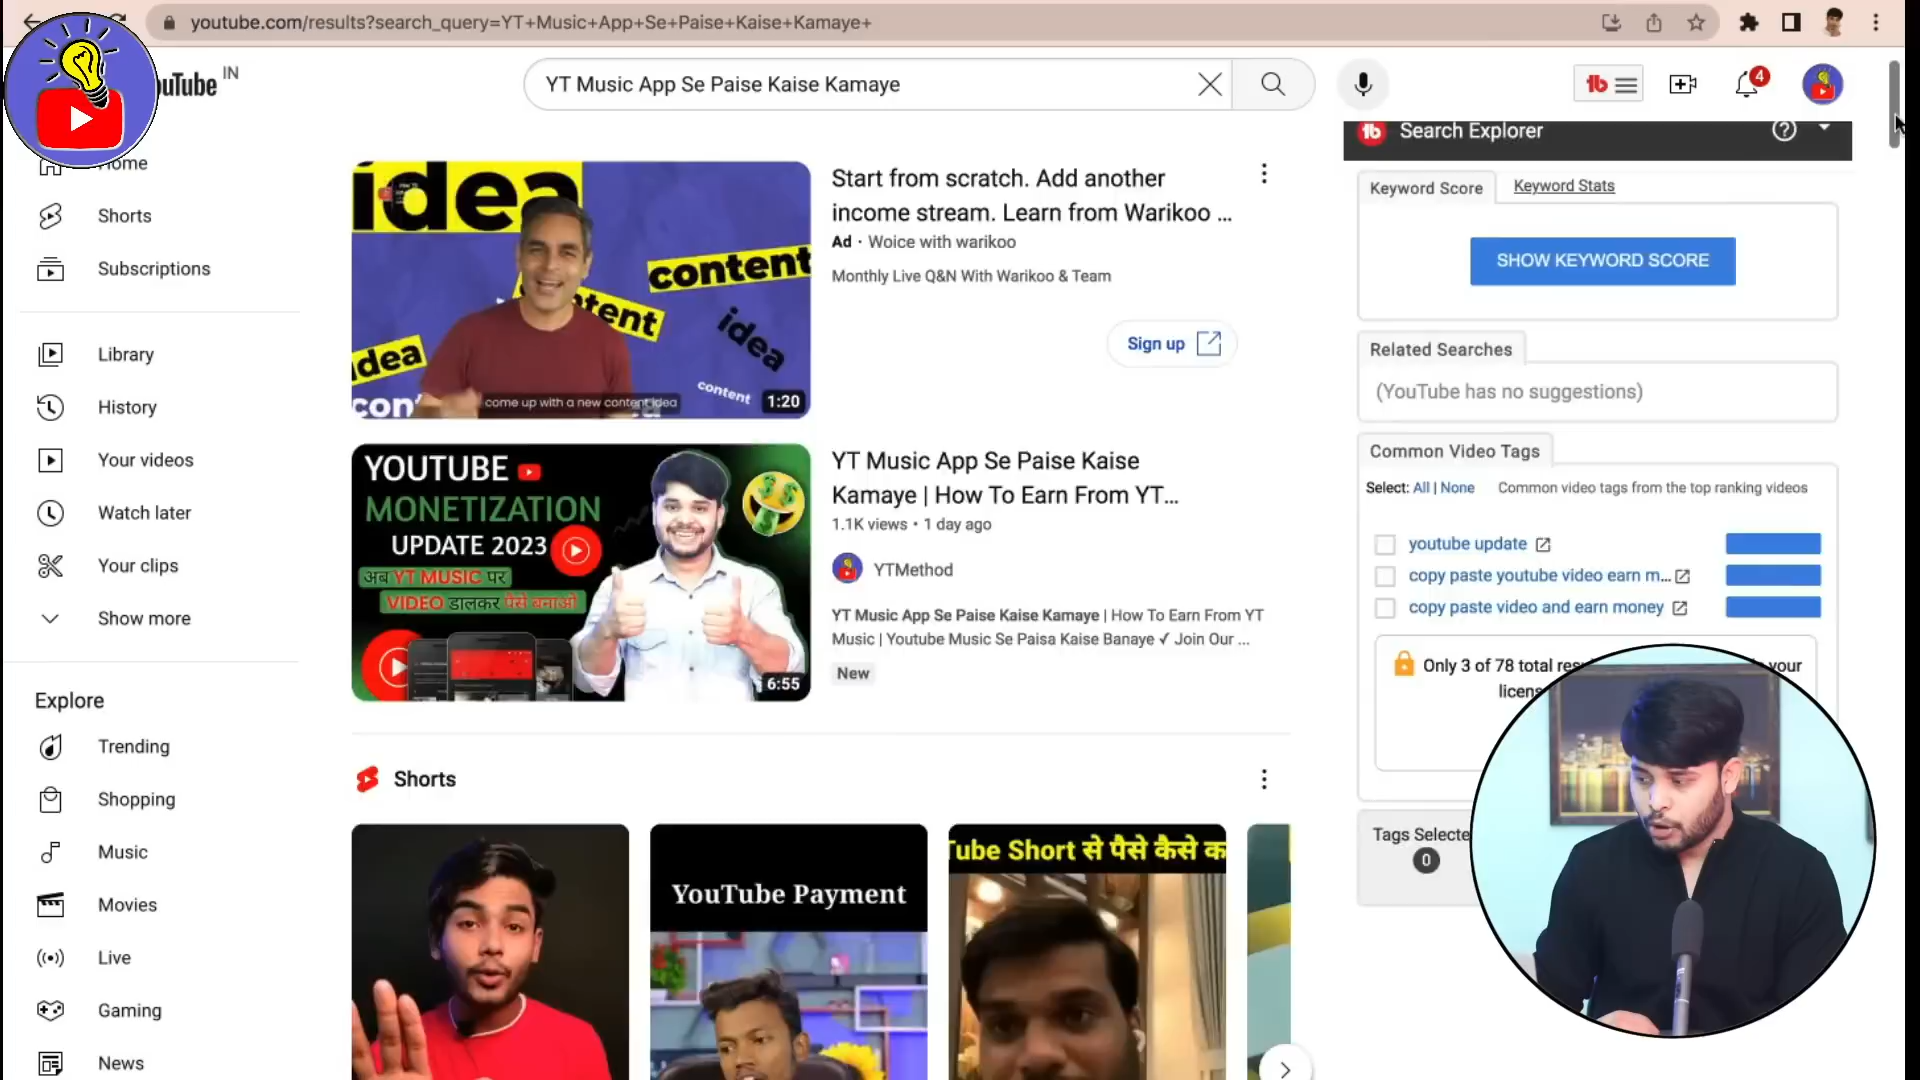 youtube.com/results?search_query=YT+Music+App+Se+Paise+Kaise+Kamaye+
IN
YT Music App Se Paise Kaise Kamaye
4
Home
Shorts
Subscriptions
Library
History
Your videos
Watch later
Your clips
Show more
Explore
Trending
Shopping
Music
Movies
Live
Gaming
News
idea
content
idea
content
come up with a new content idea
1:20
Start from scratch. Add another
income stream. Learn from Warikoo ...
Ad · Woice with warikoo
Monthly Live Q&N With Warikoo & Team
Sign up
YOUTUBE
MONETIZATION
UPDATE 2023
अब YT MUSIC पर
VIDEO डालकर पैसे बनाओ
6:55
YT Music App Se Paise Kaise
Kamaye | How To Earn From YT...
1.1K views • 1 day ago
YTMethod
YT Music App Se Paise Kaise Kamaye | How To Earn From YT
Music | Youtube Music Se Paisa Kaise Banaye ✓ Join Our ...
New
Shorts
YouTube Payment
Tube Short से पैसे कैसे क
Search Explorer
Keyword Score
Keyword Stats
SHOW KEYWORD SCORE
Related Searches
(YouTube has no suggestions)
Common Video Tags
Select: All | None Common video tags from the top ranking videos
youtube update
copy paste youtube video earn m...
copy paste video and earn money
Only 3 of 78 total your
Tags Selecte
0